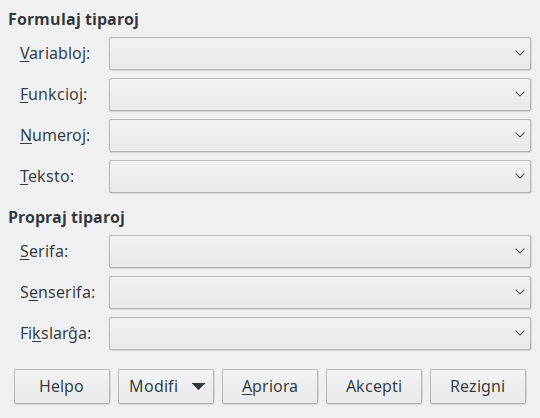 Formulaj tiparoj
Variabloj:
Funkcioj:
Numeroj:
Teksto:
Propraj tiparoj
Serifa:
Senserifa:
Fikslarĝa:
Helpo Modifi Apriora Akcepti Rezigni